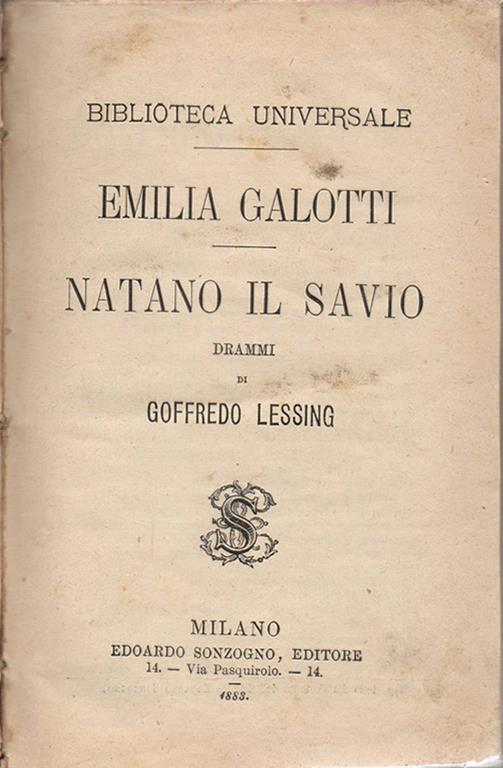 BIBLIOTECA UNIVERSALE
EMILIA GALOTTI
NATANO IL SAVIO
DRAMMI
DI
GOFFREDO LESSING
S
MILANO
EDOARDO SONZOGNO, EDITORE
14. — Via Pasquirolo. — 14.
1883.